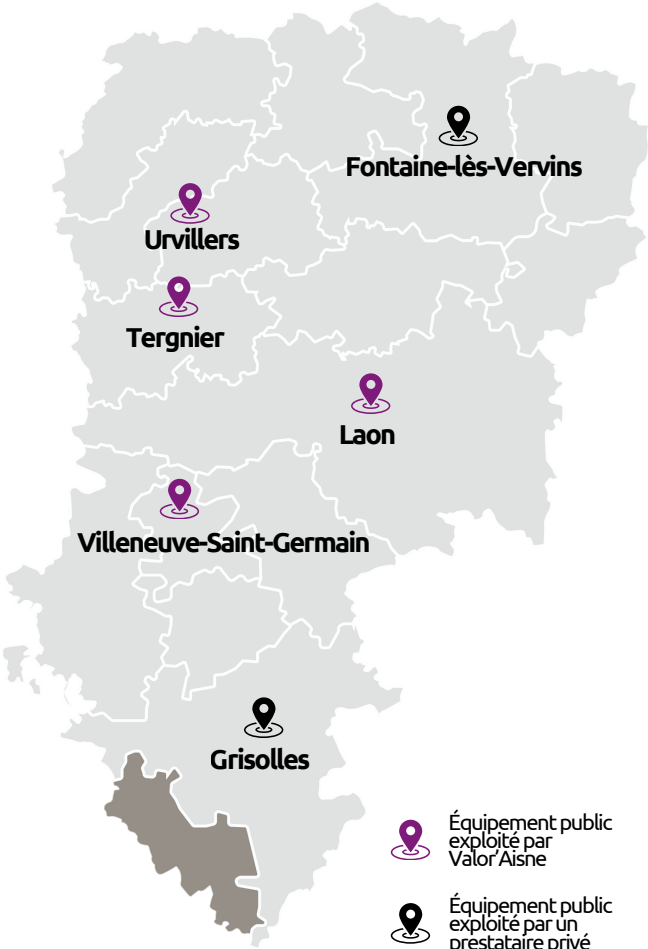 Fontaine-lès-Vervins
Urvillers
Tergnier
Laon
Villeneuve-Saint-Germain
Grisolles
Équipement public
exploité par
Valor’Aisne
Équipement public
exploité par un
prestataire privé